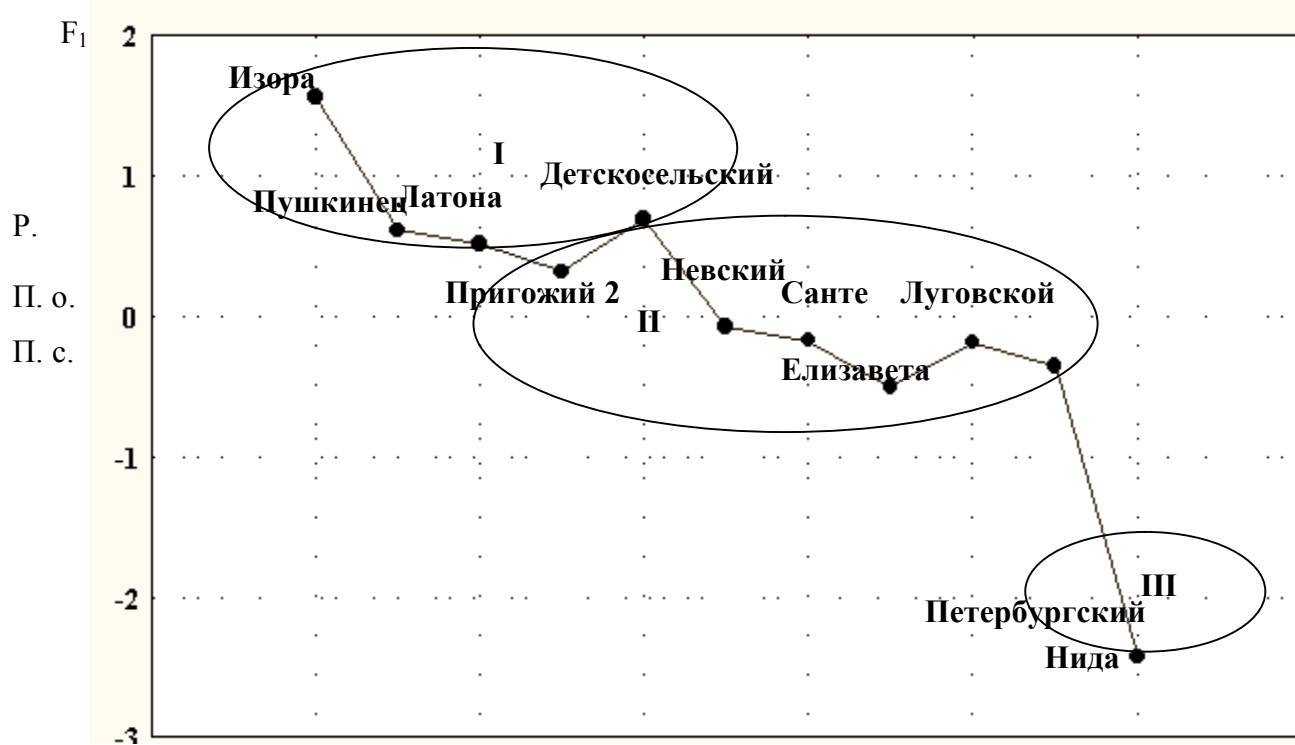 F₁
2
Изора
I
1
Детскосельский
Пушкинец
Латона
Р.
Невский
П. о.
Пригожий 2
Санте
Луговской
0
II
П. с.
Елизавета
-1
-2
III
Петербургский
Нида
-3